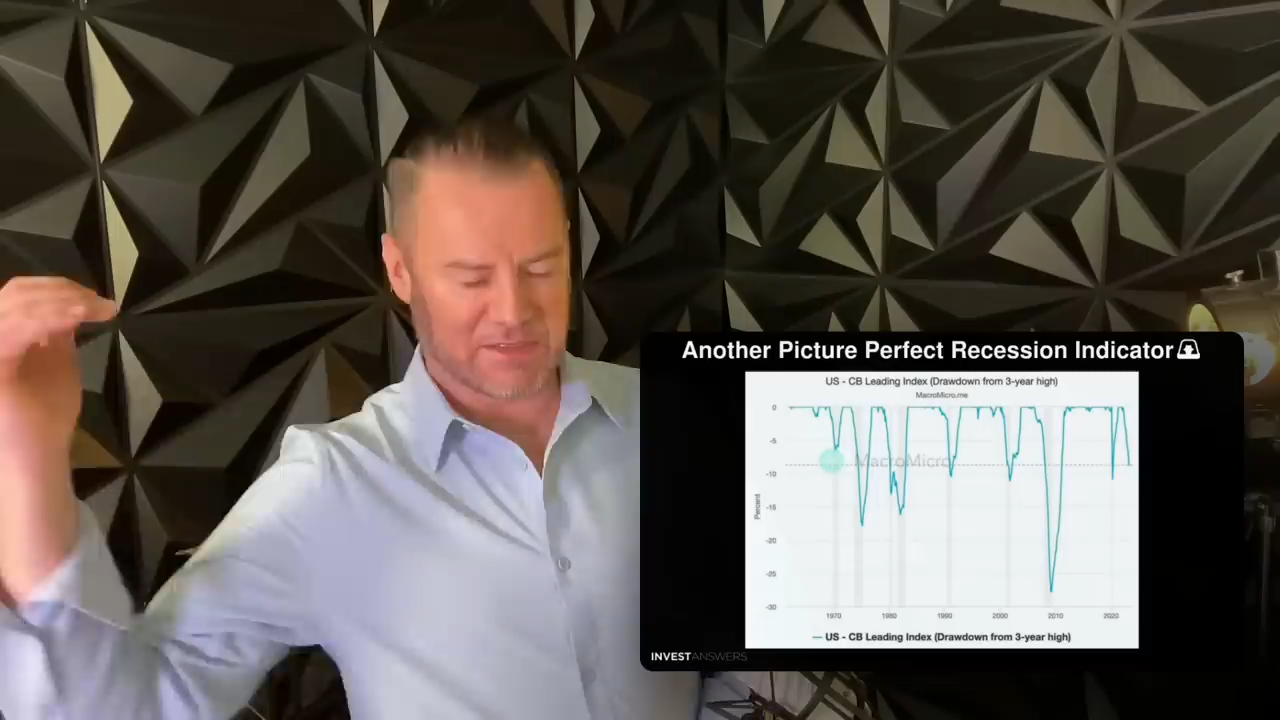 Another Picture Perfect Recession Indicator
US - CB Leading Index (Drawdown from 3-year high)
MacroMicro.me
0
-5
-10
-15
-20
-25
-30
Percent
MacroMicro
1970
1980
1990
2000
2010
2020
US - CB Leading Index (Drawdown from 3-year high)
INVESTANSWERS